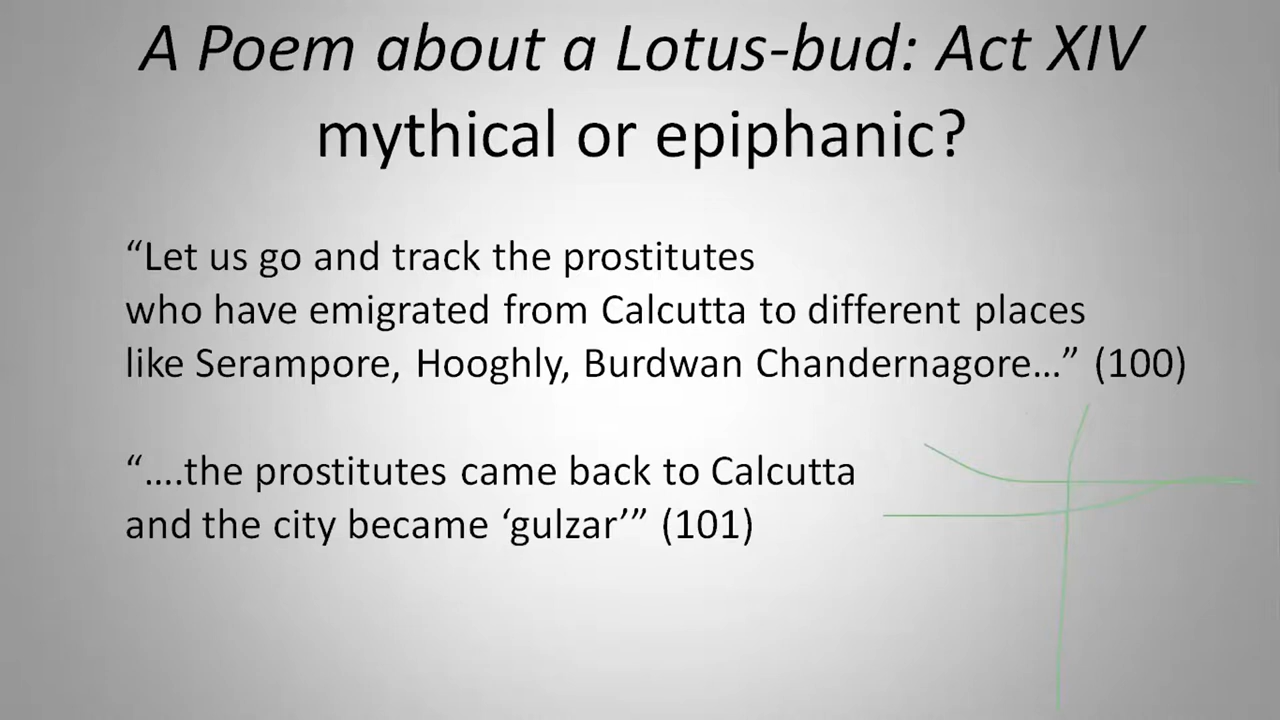 A Poem about a Lotus-bud: Act XIV
mythical or epiphanic?
“Let us go and track the prostitutes
who have emigrated from Calcutta to different places
like Serampore, Hooghly, Burdwan Chandernagore…” (100)
“….the prostitutes came back to Calcutta
and the city became ‘gulzar’” (101)